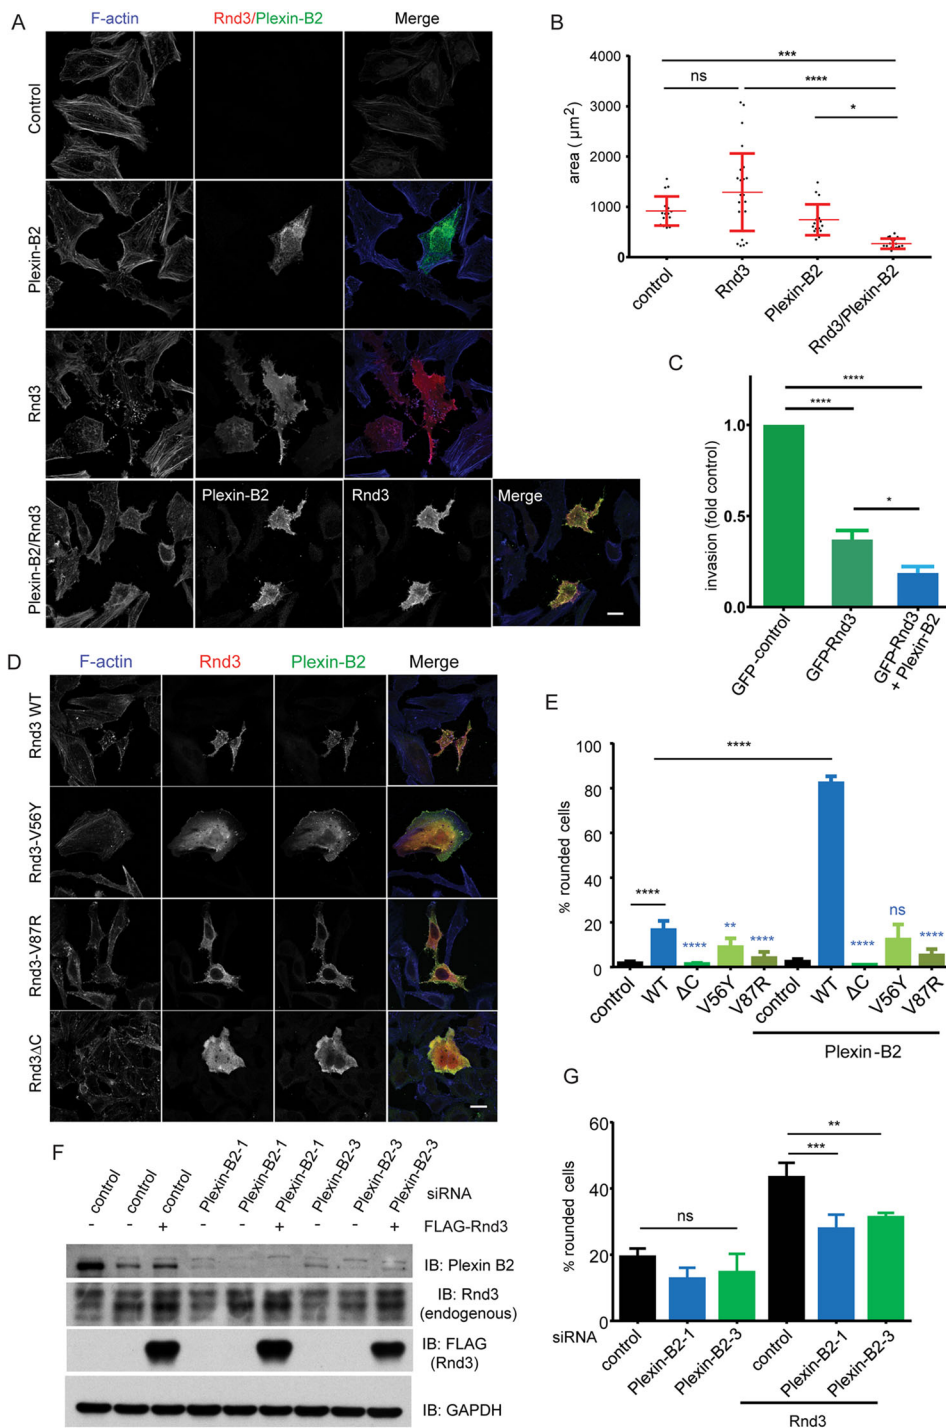 A
F-actin
Rnd3/Plexin-B2
Merge
Control
Plexin-B2
Rnd3
Plexin-B2/Rnd3
Plexin-B2
Rnd3
Merge
B
***
ns
****
*
area (µm²)
4000
3000
2000
1000
0
control
Rnd3
Plexin-B2
Rnd3/Plexin-B2
C
****
****
*
invasion (fold control)
1.0
0.5
0.0
GFP-control
GFP-Rnd3
GFP-Rnd3
+ Plexin-B2
D
F-actin
Rnd3
Plexin-B2
Merge
Rnd3 WT
Rnd3-V56Y
Rnd3-V87R
Rnd3ΔC
E
% rounded cells
100
80
60
40
20
0
****
****
****
**
****
****
ns
****
control
WT
ΔC
V56Y
V87R
control
WT
ΔC
V56Y
V87R
Plexin-B2
F
control
control
control
Plexin-B2-1
Plexin-B2-1
Plexin-B2-1
Plexin-B2-3
Plexin-B2-3
Plexin-B2-3
siRNA
- - + - - + - - + FLAG-Rnd3
IB: Plexin B2
IB: Rnd3
(endogenous)
IB: FLAG
(Rnd3)
IB: GAPDH
G
% rounded cells
60
40
20
0
ns
**
***
siRNA
control
Plexin-B2-1
Plexin-B2-3
control
Plexin-B2-1
Plexin-B2-3
Rnd3